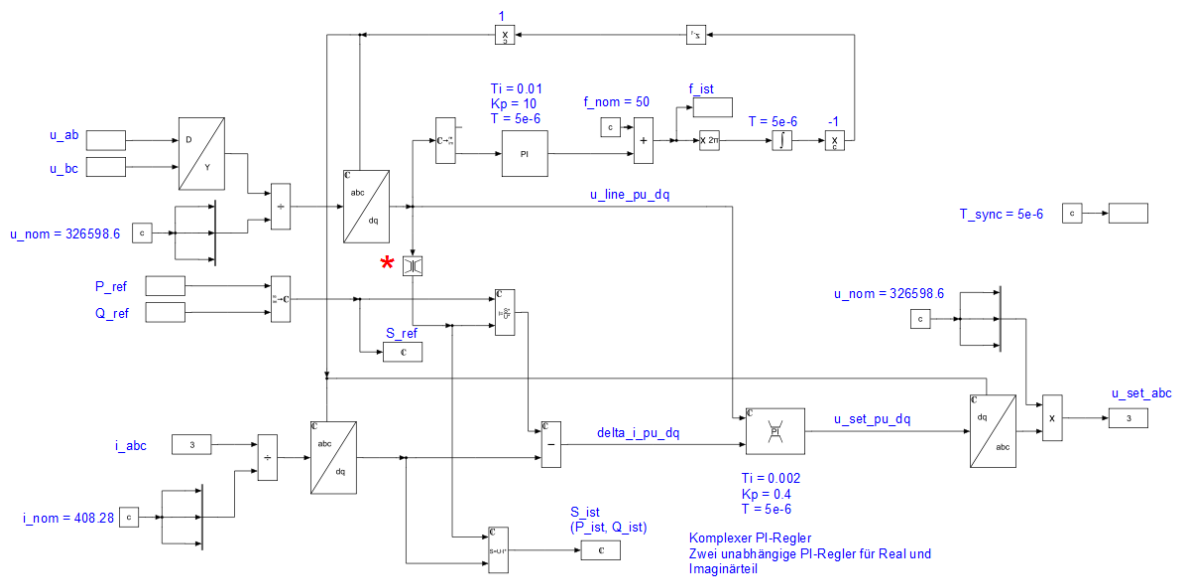 1
Ti = 0.01
Kp = 10
T = 5e-6
f_nom = 50
f_ist
T = 5e-6
-1
u_ab
D
Y
u_bc
C
c
PI
+
X 2π
∫
X
c
C
abc
dq
÷
u_line_pu_dq
u_nom = 326598.6
c
T_sync = 5e-6
c
*
P_ref
Q_ref
C
C
S_ref
C
u_nom = 326598.6
c
i_abc
3
÷
C
abc
dq
C
−
delta_i_pu_dq
C
PI
u_set_pu_dq
C
dq
abc
X
u_set_abc
3
i_nom = 408.28
c
Ti = 0.002
Kp = 0.4
T = 5e-6
C
S=U·I*
S_ist
(P_ist, Q_ist)
C
Komplexer PI-Regler
Zwei unabhängige PI-Regler für Real und
Imaginärteil